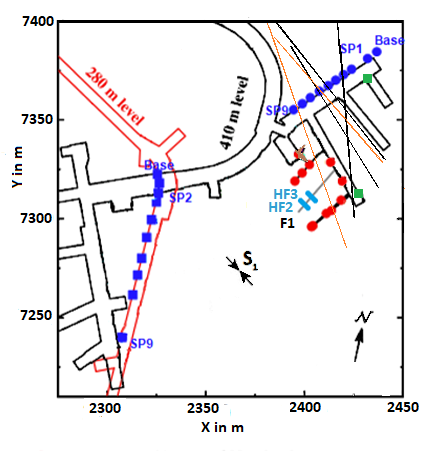 7400
7350
7300
7250
Y in m
280 m level
410 m level
SP1
Base
SP9
Base
SP2
HF3
HF2
F1
S1
SP9
N
2300
2350
2400
2450
X in m